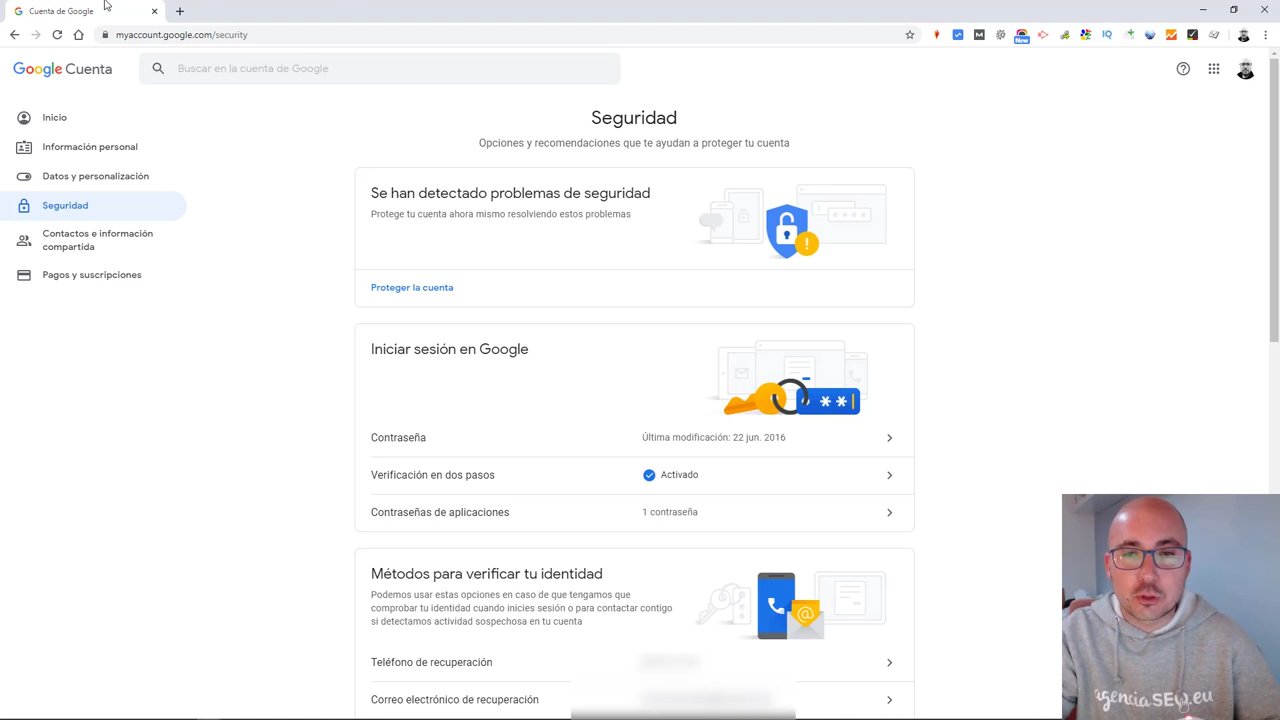 Cuenta de Google
myaccount.google.com/security
New
IQ
Google Cuenta
Buscar en la cuenta de Google
Inicio
Información personal
Datos y personalización
Seguridad
Contactos e información
compartida
Pagos y suscripciones
Seguridad
Opciones y recomendaciones que te ayudan a proteger tu cuenta
Se han detectado problemas de seguridad
Protege tu cuenta ahora mismo resolviendo estos problemas
Proteger la cuenta
Iniciar sesión en Google
Contraseña
Última modificación: 22 jun. 2016
Verificación en dos pasos
Activado
Contraseñas de aplicaciones
1 contraseña
Métodos para verificar tu identidad
Podemos usar estas opciones en caso de que tengamos que
comprobar tu identidad cuando inicies sesión o para contactar contigo
si detectamos actividad sospechosa en tu cuenta
Teléfono de recuperación
Correo electrónico de recuperación
agenciaSEO.eu